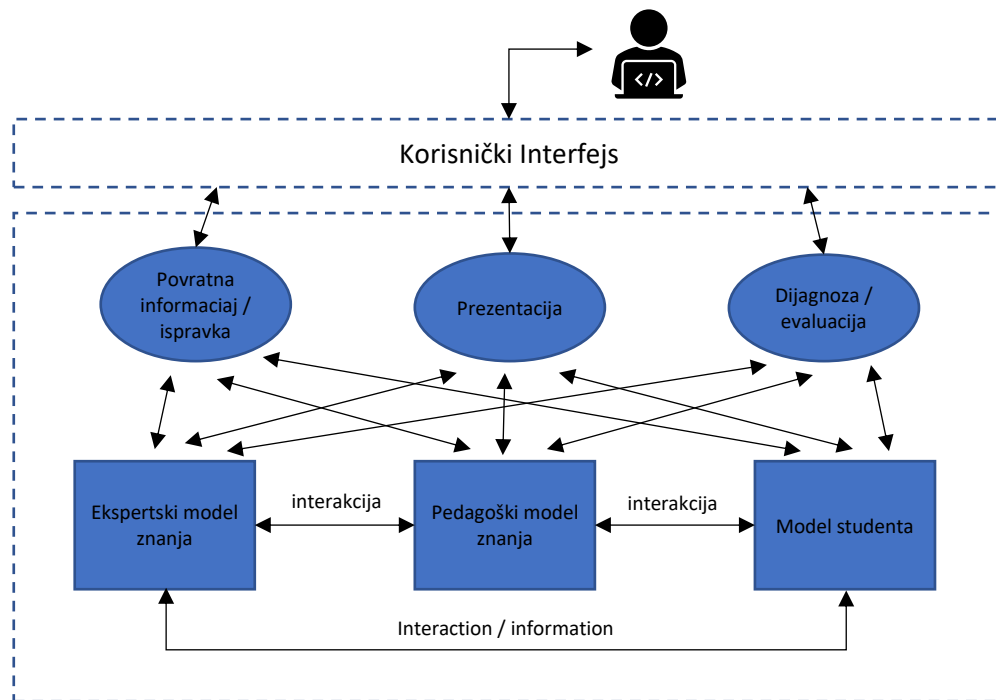 </>
Korisnički Interfejs
Povratna
informaciaj /
ispravka
Prezentacija
Dijagnoza /
evaluacija
Ekspertski model
znanja
interakcija
Pedagoški model
znanja
interakcija
Model studenta
Interaction / information